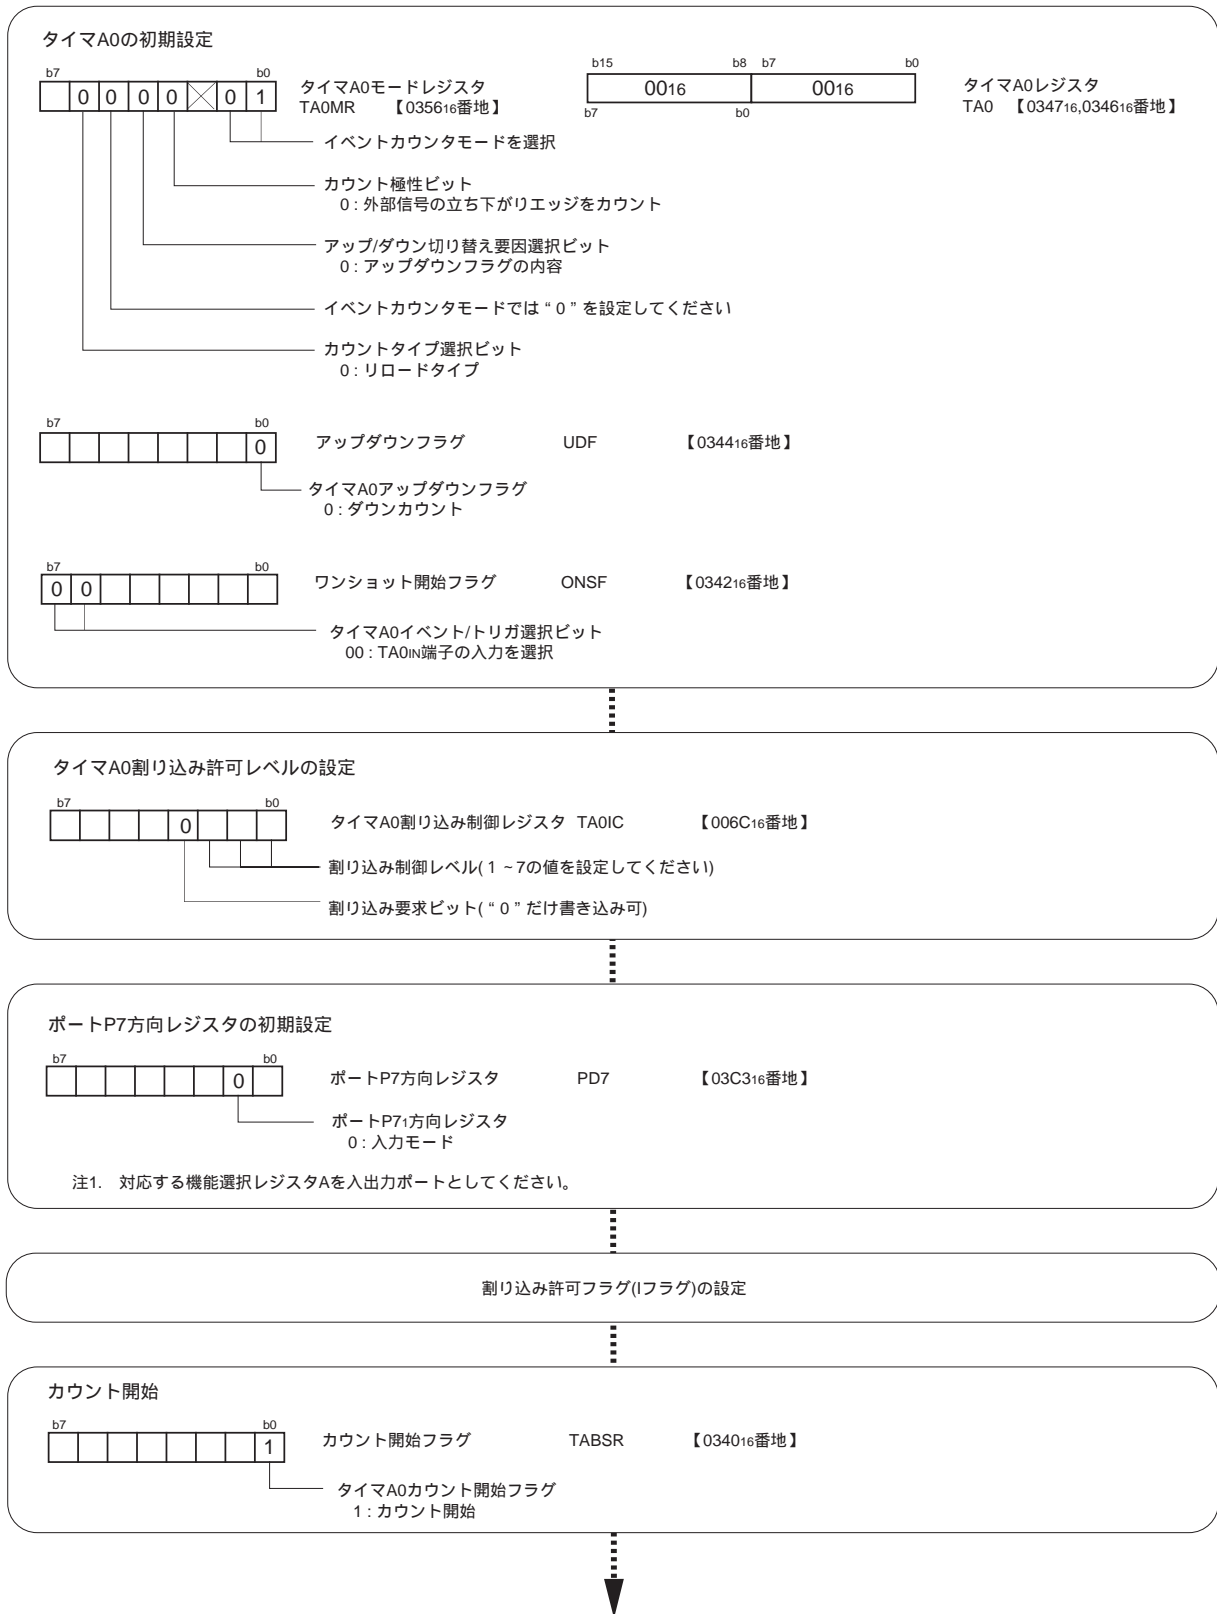 タイマA0の初期設定
b7 b0
0 0 0 0 0 1
タイマA0モードレジスタ
TA0MR 【035616番地】
b15 b8 b7 b0
0016 0016
b7 b0
タイマA0レジスタ
TA0 【034716,034616番地】
イベントカウンタモードを選択
カウント極性ビット
0 : 外部信号の立ち下がりエッジをカウント
アップ/ダウン切り替え要因選択ビット
0 : アップダウンフラグの内容
イベントカウンタモードでは “ 0 ” を設定してください
カウントタイプ選択ビット
0 : リロードタイプ
b7 b0
0
アップダウンフラグ UDF 【034416番地】
タイマA0アップダウンフラグ
0 : ダウンカウント
b7 b0
0 0
ワンショット開始フラグ ONSF 【034216番地】
タイマA0イベント/トリガ選択ビット
00 : TA0IN端子の入力を選択
タイマA0割り込み許可レベルの設定
b7 b0
0
タイマA0割り込み制御レジスタ TA0IC 【006C16番地】
割り込み制御レベル( 1 ~7の値を設定してください)
割り込み要求ビット( “ 0 ” だけ書き込み可)
ポートP7方向レジスタの初期設定
b7 b0
0
ポートP7方向レジスタ PD7 【03C316番地】
ポートP71方向レジスタ
0 : 入力モード
注1. 対応する機能選択レジスタAを入出力ポートとしてください。
割り込み許可フラグ(Iフラグ)の設定
カウント開始
b7 b0
1
カウント開始フラグ TABSR 【034016番地】
タイマA0カウント開始フラグ
1 : カウント開始